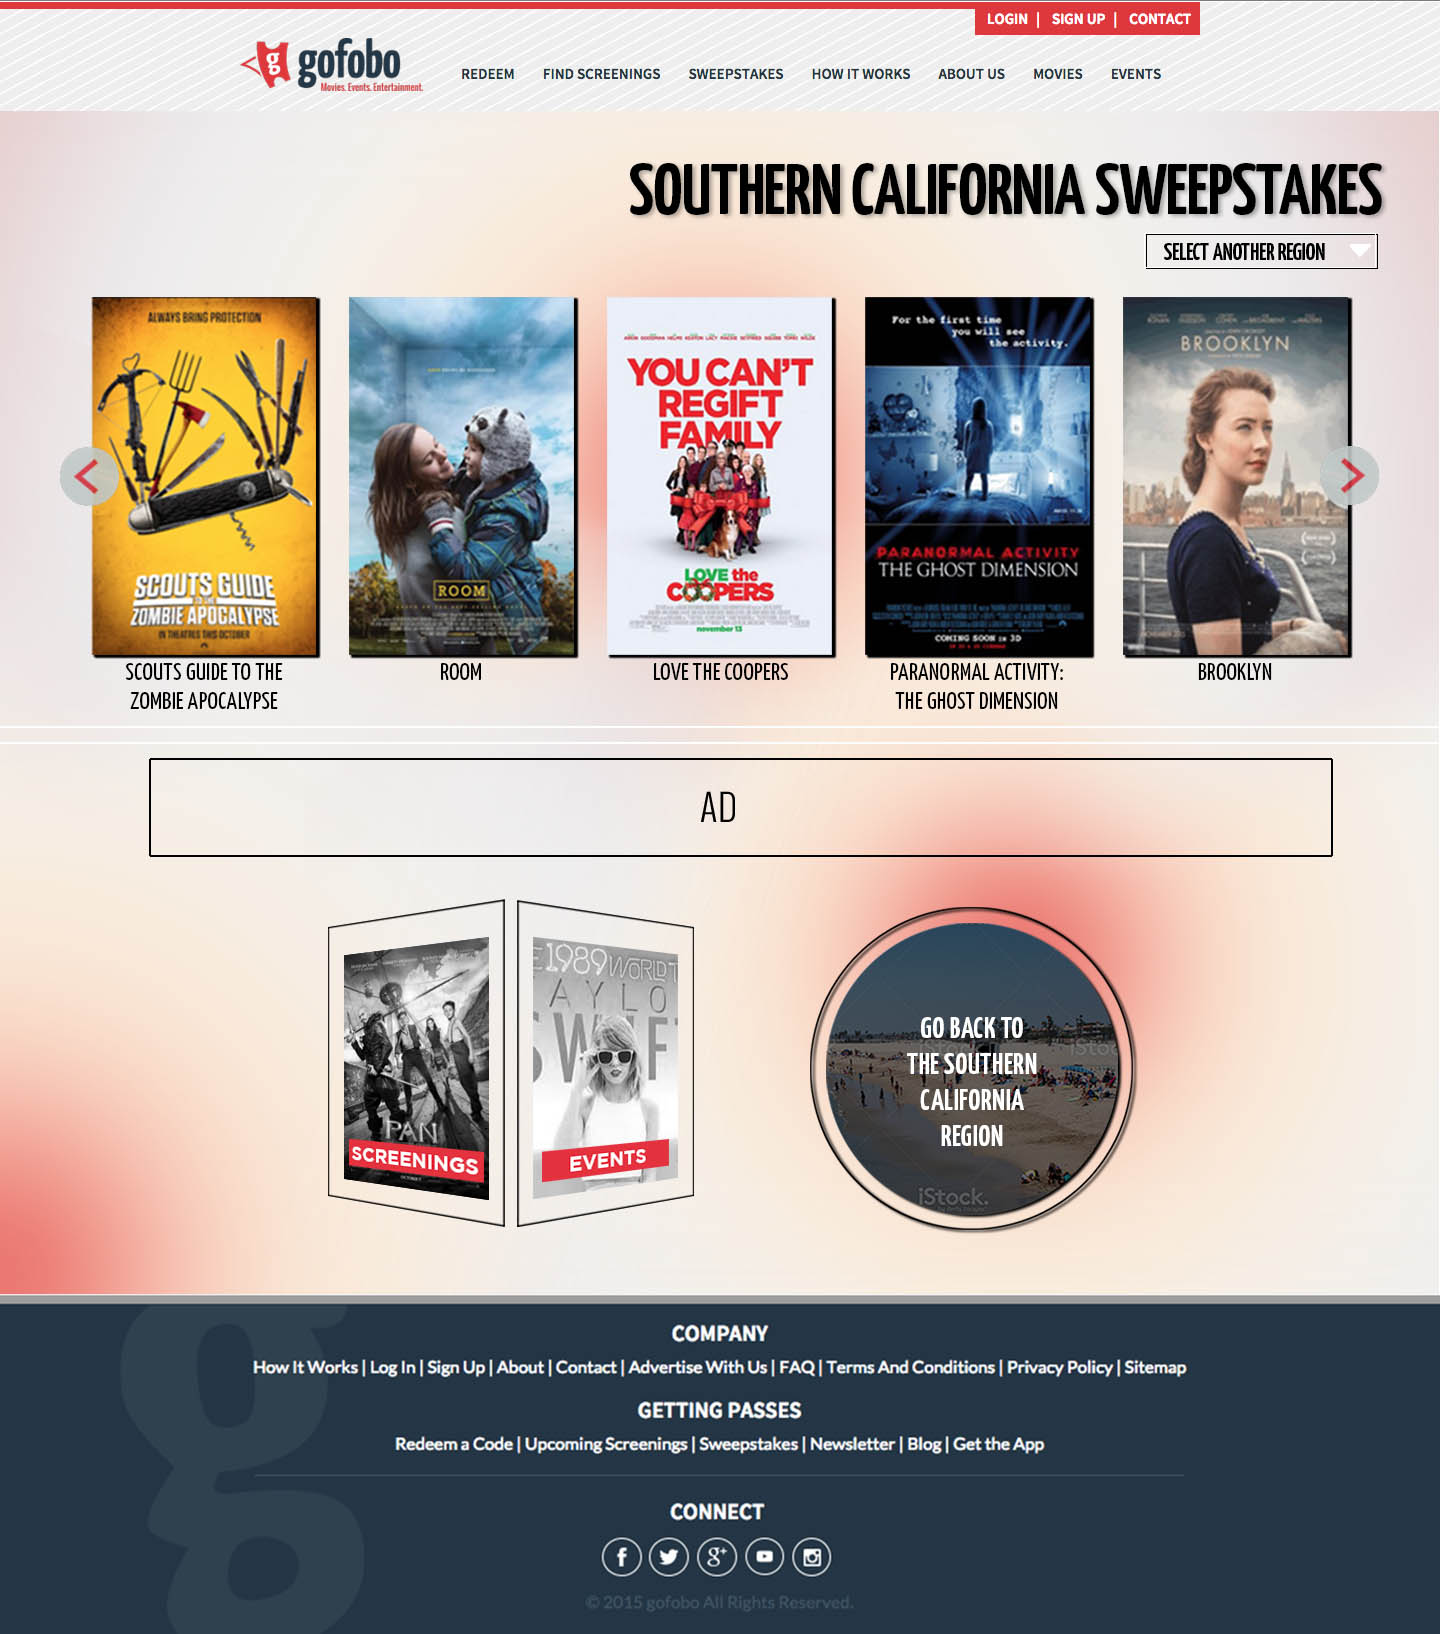 LOGIN | SIGN UP | CONTACT
gofobo
Movies. Events. Entertainment.
REDEEM FIND SCREENINGS SWEEPSTAKES HOW IT WORKS ABOUT US MOVIES EVENTS
SOUTHERN CALIFORNIA SWEEPSTAKES
SELECT ANOTHER REGION
ALWAYS BRING PROTECTION
SCOUTS GUIDE
TO THE
ZOMBIE APOCALYPSE
IN THEATRES THIS OCTOBER
ROOM
YOU CAN'T
REGIFT
FAMILY
LOVE the
COOPERS
november 13
For the first time
you will see
the activity.
PARANORMAL ACTIVITY
THE GHOST DIMENSION
COMING SOON IN 3D
BROOKLYN
SCOUTS GUIDE TO THE
ZOMBIE APOCALYPSE
ROOM
LOVE THE COOPERS
PARANORMAL ACTIVITY:
THE GHOST DIMENSION
BROOKLYN
AD
PAN
SCREENINGS
E 1989 WORLD T
AYLO
SWIF
EVENTS
GO BACK TO
THE SOUTHERN
CALIFORNIA
REGION
iStock
iStock.
COMPANY
How It Works | Log In | Sign Up | About | Contact | Advertise With Us | FAQ | Terms And Conditions | Privacy Policy | Sitemap
GETTING PASSES
Redeem a Code | Upcoming Screenings | Sweepstakes | Newsletter | Blog | Get the App
CONNECT
© 2015 gofobo All Rights Reserved.